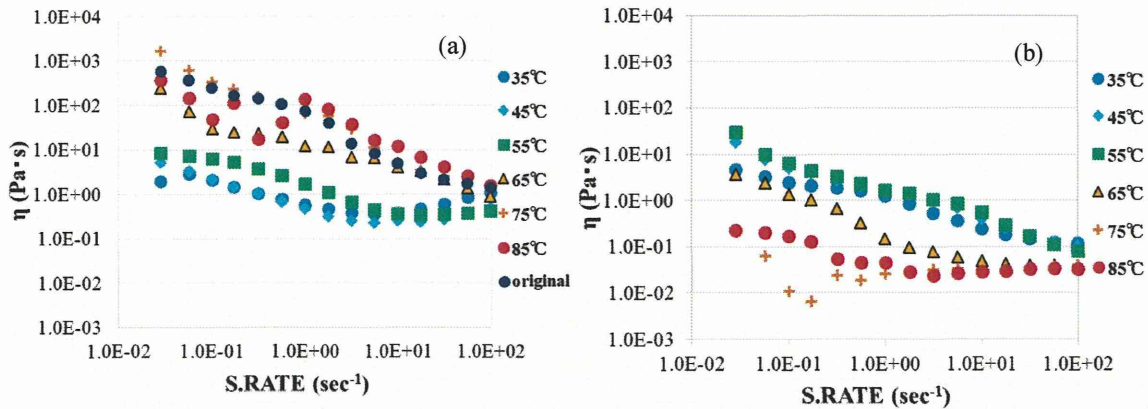 1.0E+04
1.0E+03
1.0E+02
1.0E+01
1.0E+00
1.0E-01
1.0E-02
1.0E-03
η (Pa・s)
1.0E-02 1.0E-01 1.0E+00 1.0E+01 1.0E+02
S.RATE (sec-1)
(a)
35℃
45℃
55℃
65℃
75℃
85℃
original
1.0E+04
1.0E+03
1.0E+02
1.0E+01
1.0E+00
1.0E-01
1.0E-02
1.0E-03
η (Pa・s)
1.0E-02 1.0E-01 1.0E+00 1.0E+01 1.0E+02
S.RATE (sec-1)
(b)
35℃
45℃
55℃
65℃
75℃
85℃